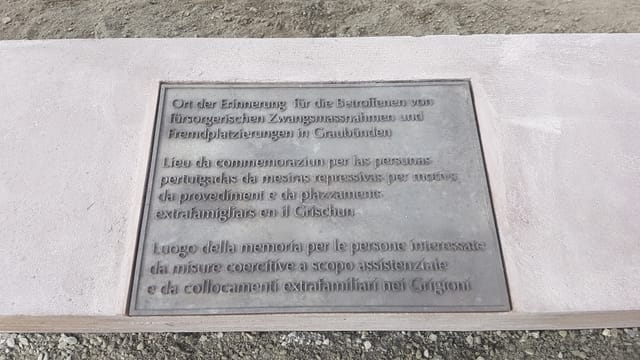 Ort der Erinnerung für die Betroffenen von
fürsorgerischen Zwangsmassnahmen und
Fremdplatzierungen in Graubünden
Lieu da commemoraziun per las persunas
pertutgadas da mesiras repressivas per motivs
da provediment e da plazzaments
extrafamigliars en il Grischun
Luogo della memoria per le persone interessate
da misure coercitive a scopo assistenziale
e da collocamenti extrafamiliari nei Grigioni